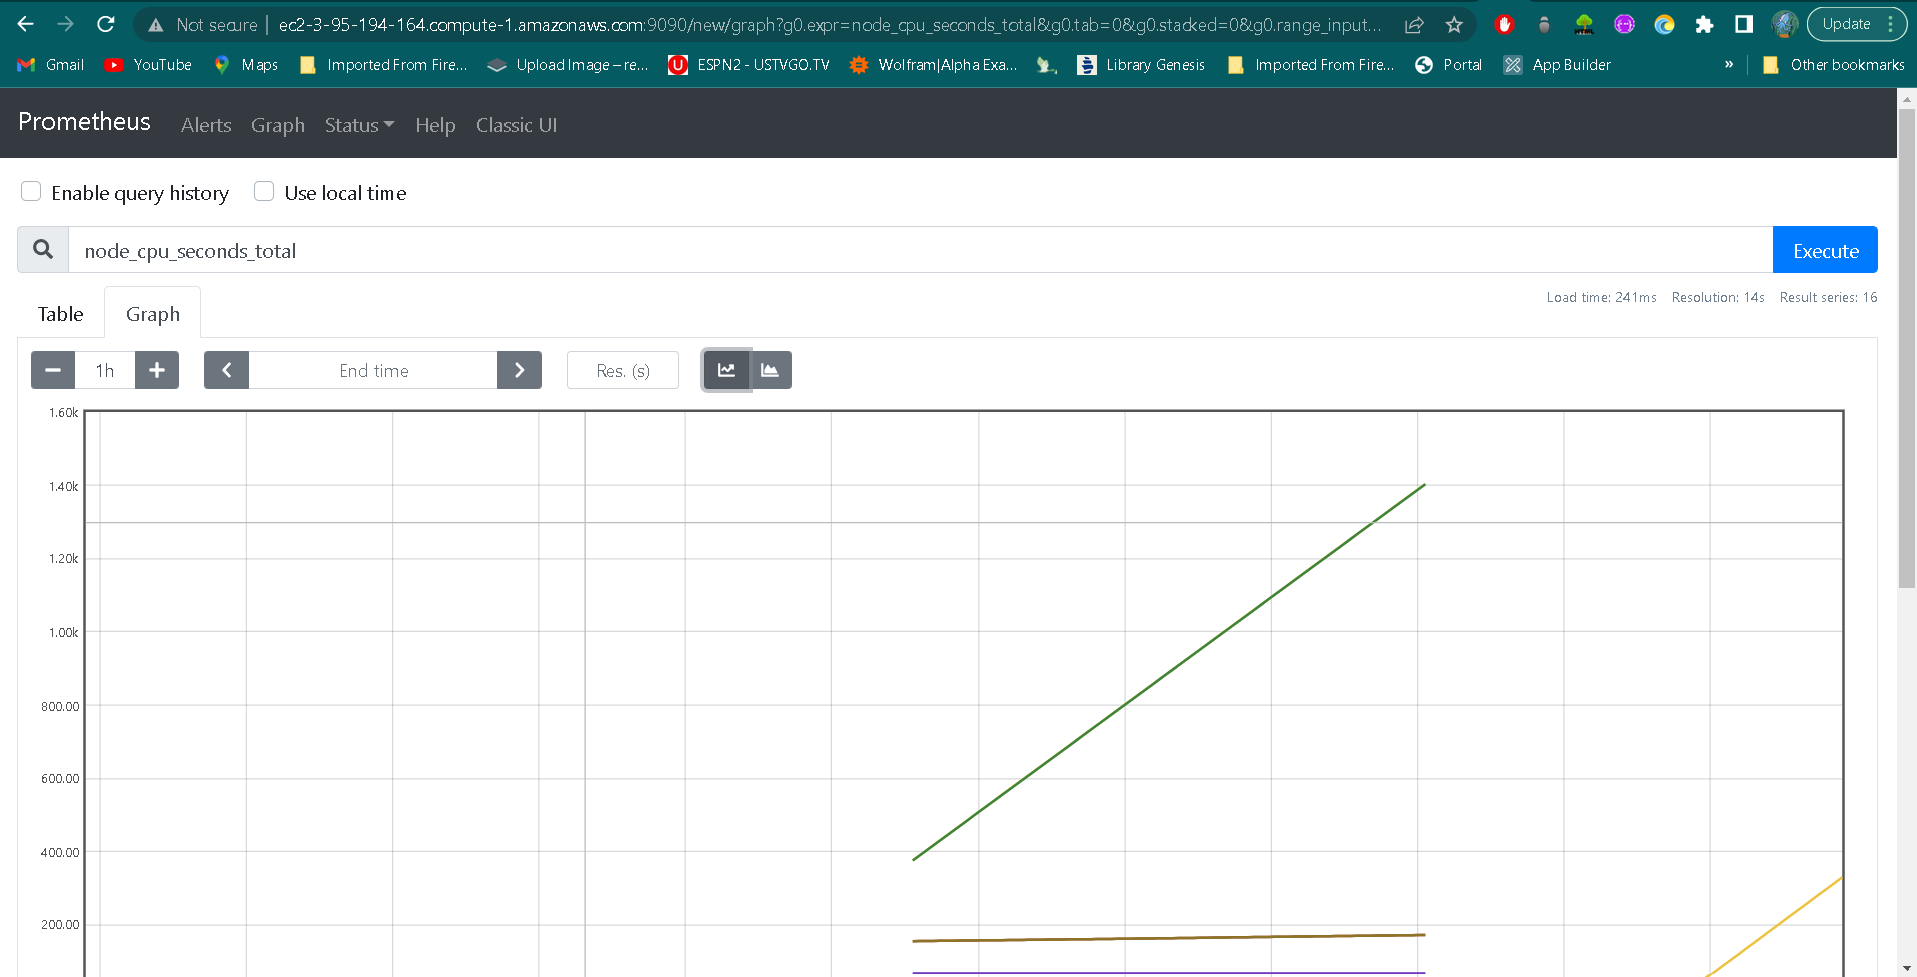 Not secure ec2-3-95-194-164.compute-1.amazonaws.com:9090/new/graph?g0.expr=node_cpu_seconds_total&g0.tab=0&g0.stacked=0&g0.range_input... Update
Gmail YouTube Maps Imported From Fire... Upload Image – re... ESPN2 - USTVGO.TV Wolfram|Alpha Exa... Library Genesis Imported From Fire... Portal App Builder » Other bookmarks
Prometheus Alerts Graph Status Help Classic UI
Enable query history Use local time
node_cpu_seconds_total Execute
Load time: 241ms Resolution: 14s Result series: 16
Table Graph
1h End time Res. (s)
1.60k
1.40k
1.20k
1.00k
800.00
600.00
400.00
200.00